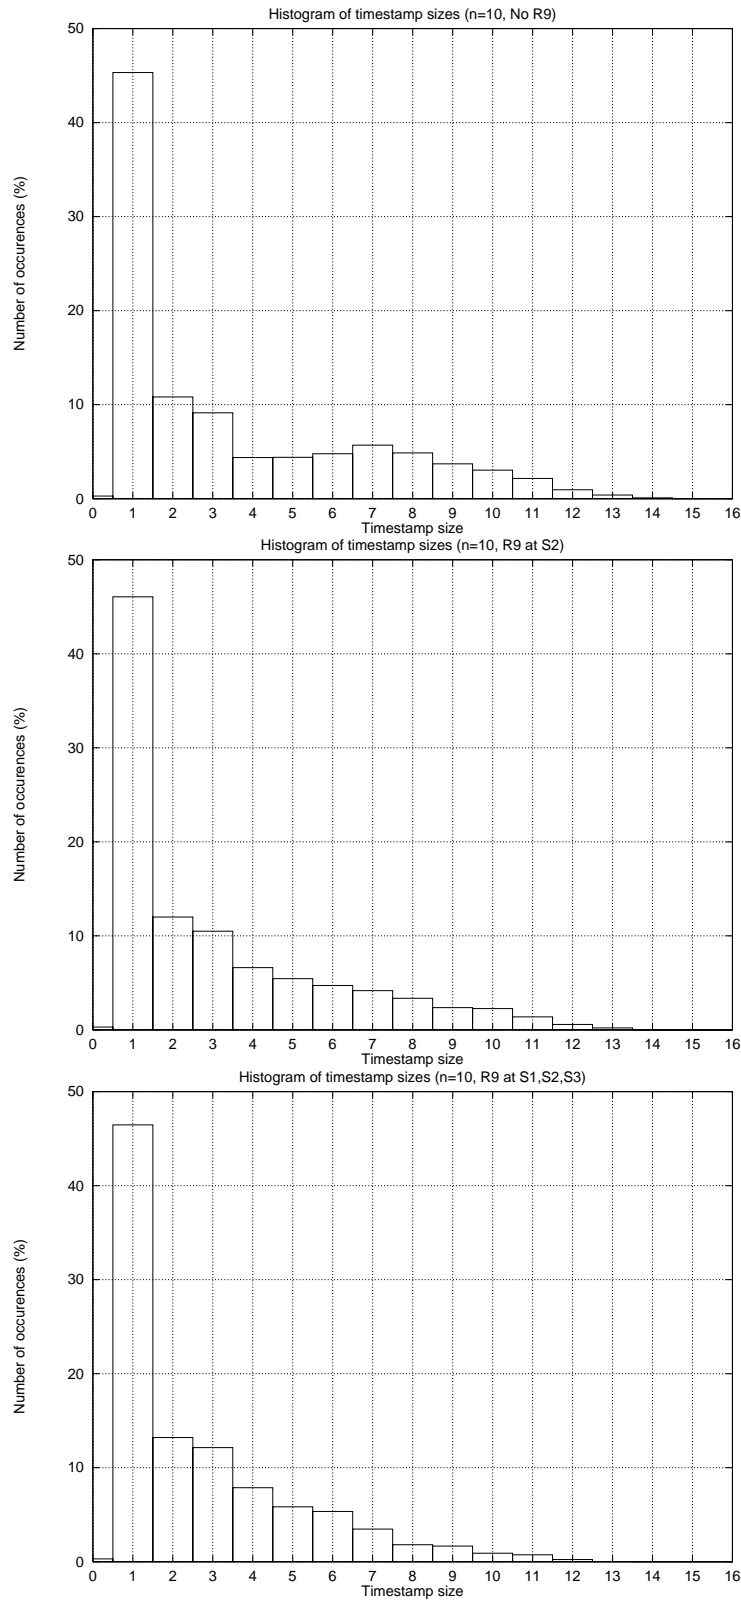 Histogram of timestamp sizes (n=10, No R9)
50
40
30
20
10
0
Number of occurences (%)
0 1 2 3 4 5 6 7 8 9 10 11 12 13 14 15 16
Timestamp size
Histogram of timestamp sizes (n=10, R9 at S2)
50
40
30
20
10
0
Number of occurences (%)
0 1 2 3 4 5 6 7 8 9 10 11 12 13 14 15 16
Timestamp size
Histogram of timestamp sizes (n=10, R9 at S1,S2,S3)
50
40
30
20
10
0
Number of occurences (%)
0 1 2 3 4 5 6 7 8 9 10 11 12 13 14 15 16
Timestamp size